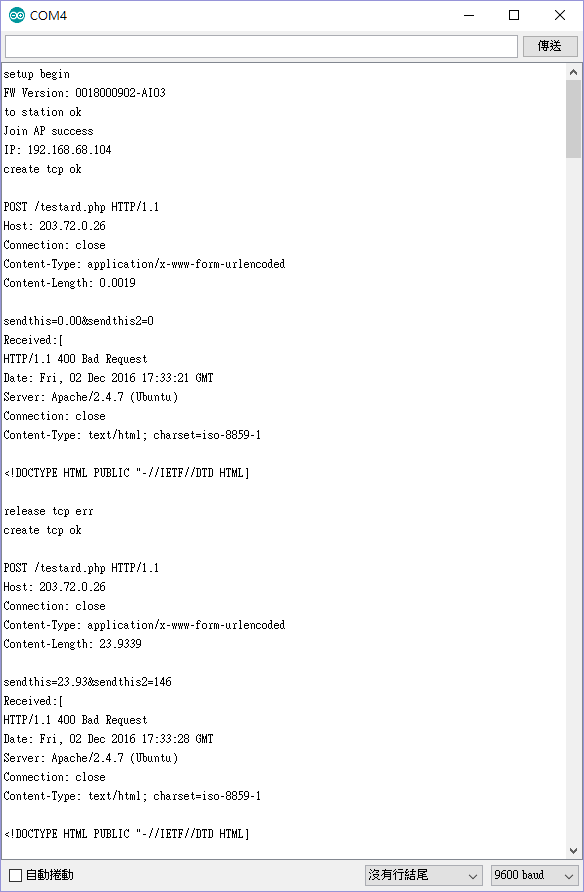 COM4
傳送
setup begin
FW Version: 0018000902-AI03
to station ok
Join AP success
IP: 192.168.68.104
create tcp ok
POST /testard.php HTTP/1.1
Host: 203.72.0.26
Connection: close
Content-Type: application/x-www-form-urlencoded
Content-Length: 0.0019
sendthis=0.00&sendthis2=0
Received:[
HTTP/1.1 400 Bad Request
Date: Fri, 02 Dec 2016 17:33:21 GMT
Server: Apache/2.4.7 (Ubuntu)
Connection: close
Content-Type: text/html; charset=iso-8859-1
<!DOCTYPE HTML PUBLIC "-//IETF//DTD HTML]
release tcp err
create tcp ok
POST /testard.php HTTP/1.1
Host: 203.72.0.26
Connection: close
Content-Type: application/x-www-form-urlencoded
Content-Length: 23.9339
sendthis=23.93&sendthis2=146
Received:[
HTTP/1.1 400 Bad Request
Date: Fri, 02 Dec 2016 17:33:28 GMT
Server: Apache/2.4.7 (Ubuntu)
Connection: close
Content-Type: text/html; charset=iso-8859-1
<!DOCTYPE HTML PUBLIC "-//IETF//DTD HTML]
自動捲動
沒有行結尾
9600 baud